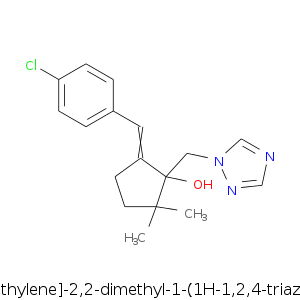 Cl
N
N
N
OH
CH₃
H₃C
thylene]-2,2-dimethyl-1-(1H-1,2,4-triaz